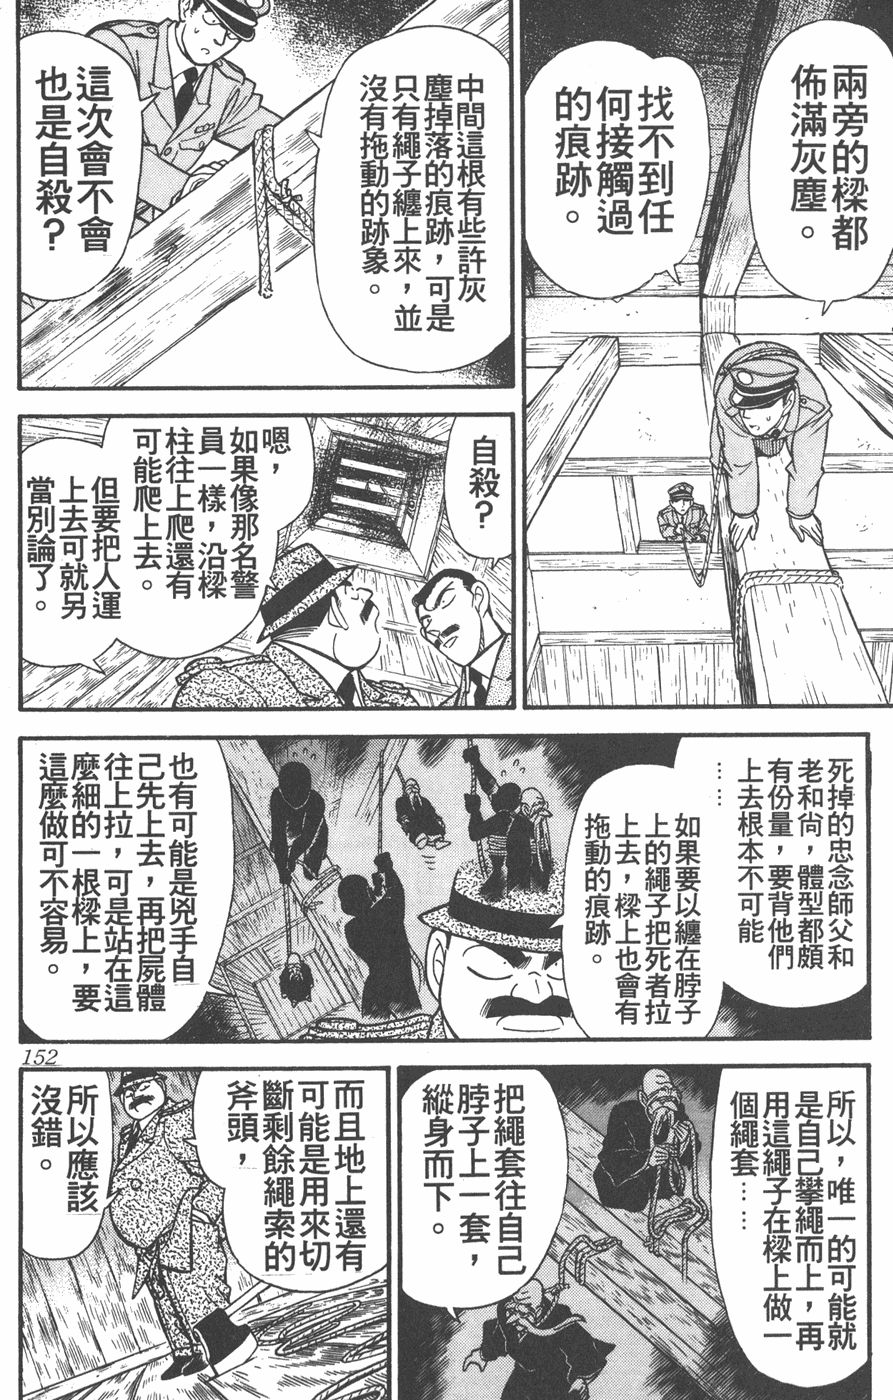 兩旁的樑都
佈滿灰塵。
找不到任
何接觸過
的痕跡。
中間這根有些許灰
塵掉落的痕跡，可是
只有繩子纏上來，並
沒有拖動的跡象。
這次會不會
也是自殺？
自殺？
嗯，
如果像那名警
員一樣，沿樑
柱往上爬還有
可能爬上去。
但要把人運
上去可就另
當別論了。
死掉的忠念師父和
老和尚，體型都頗
有份量，要背他們
上去根本不可能
……
如果要以纏在脖子
上的繩子把死者拉
上去，樑上也會有
拖動的痕跡。
也有可能是兇手自
己先上去，再把屍體
往上拉，可是站在這
麼細的一根樑上，要
這麼做可不容易。
152
所以，唯一的可能就
是自己攀繩而上，再
用這繩子在樑上做一
個繩套……
把繩套往自己
脖子上一套，
縱身而下。
而且地上還有
可能是用來切
斷剩餘繩索的
斧頭，
所以應該
沒錯。